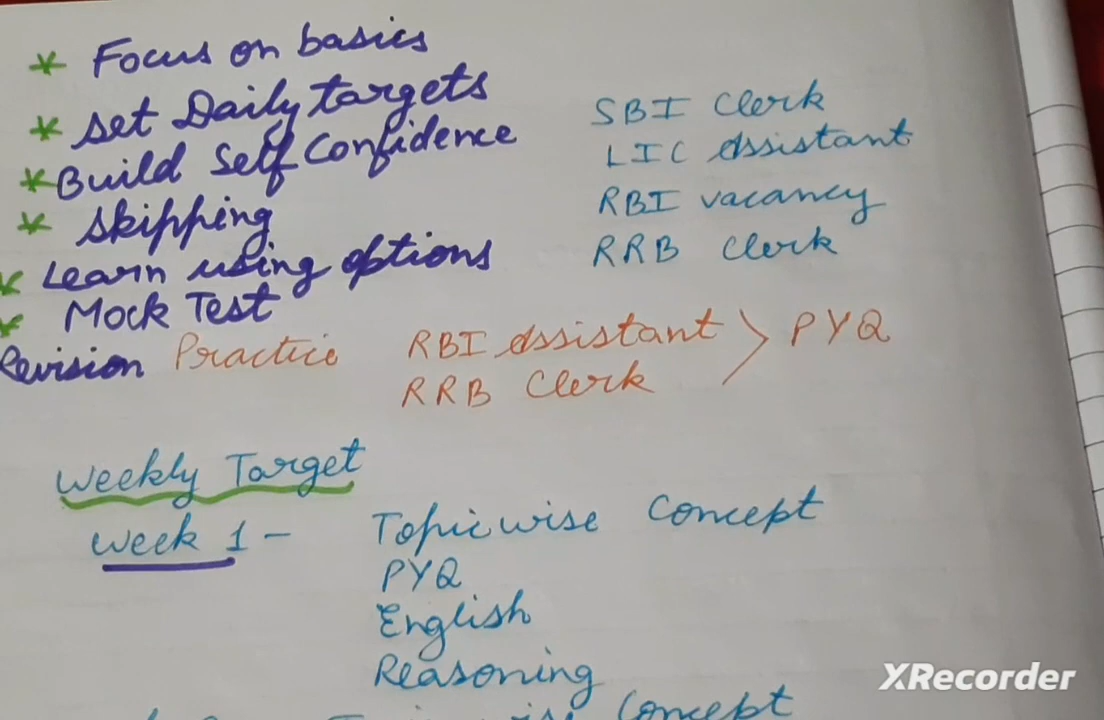 * Focus on basics
* Set Daily targets
* Build Self Confidence
* Skipping
* Learn using options
* Mock Test
SBI Clerk
LIC Assistant
RBI vacancy
RRB Clerk
Revision Practice RBI Assistant > PYQ
RRB Clerk
Weekly Target
Week 1 - Topicwise Concept
PYQ
English
Reasoning
Concept
XRecorder